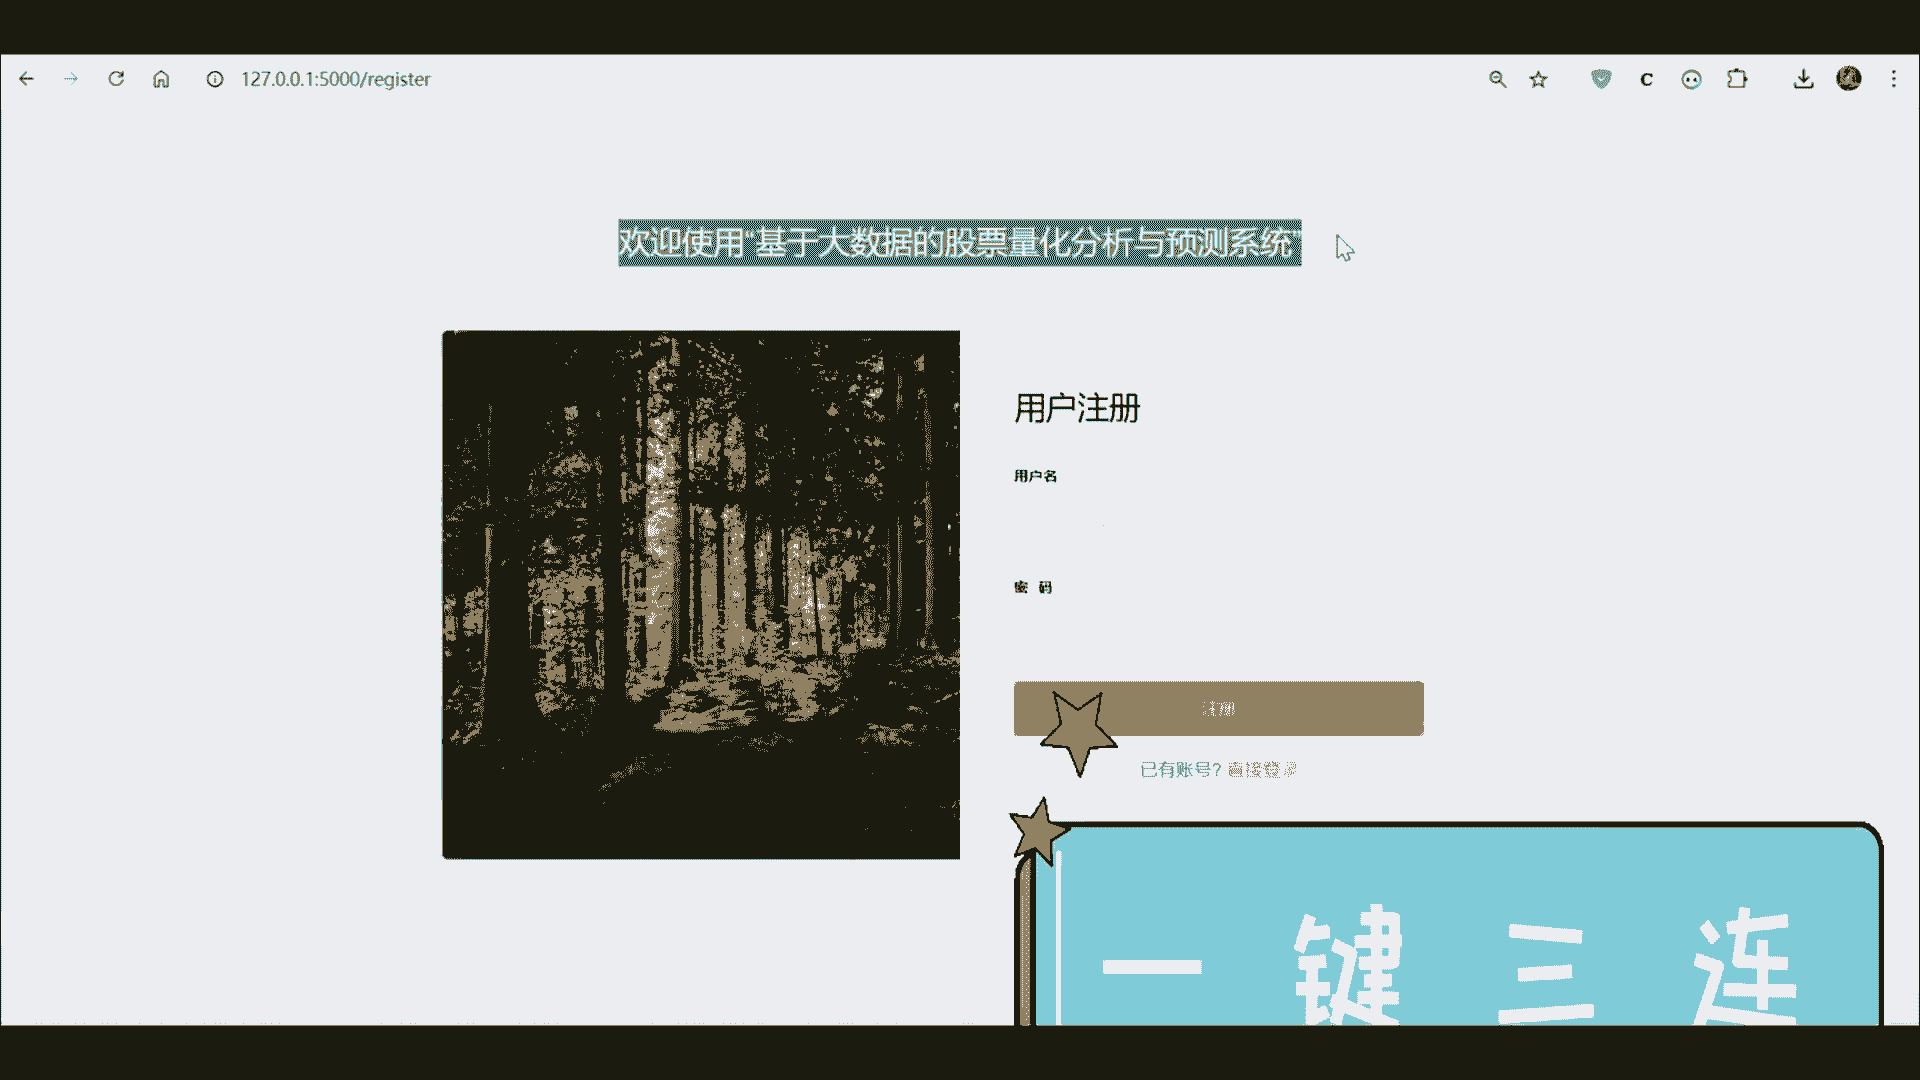 127.0.0.1:5000/register
C
欢迎使用“基于大数据的股票量化分析与预测系统”
用户注册
用户名
密 码
注册
已有账号？直接登录
一键三连